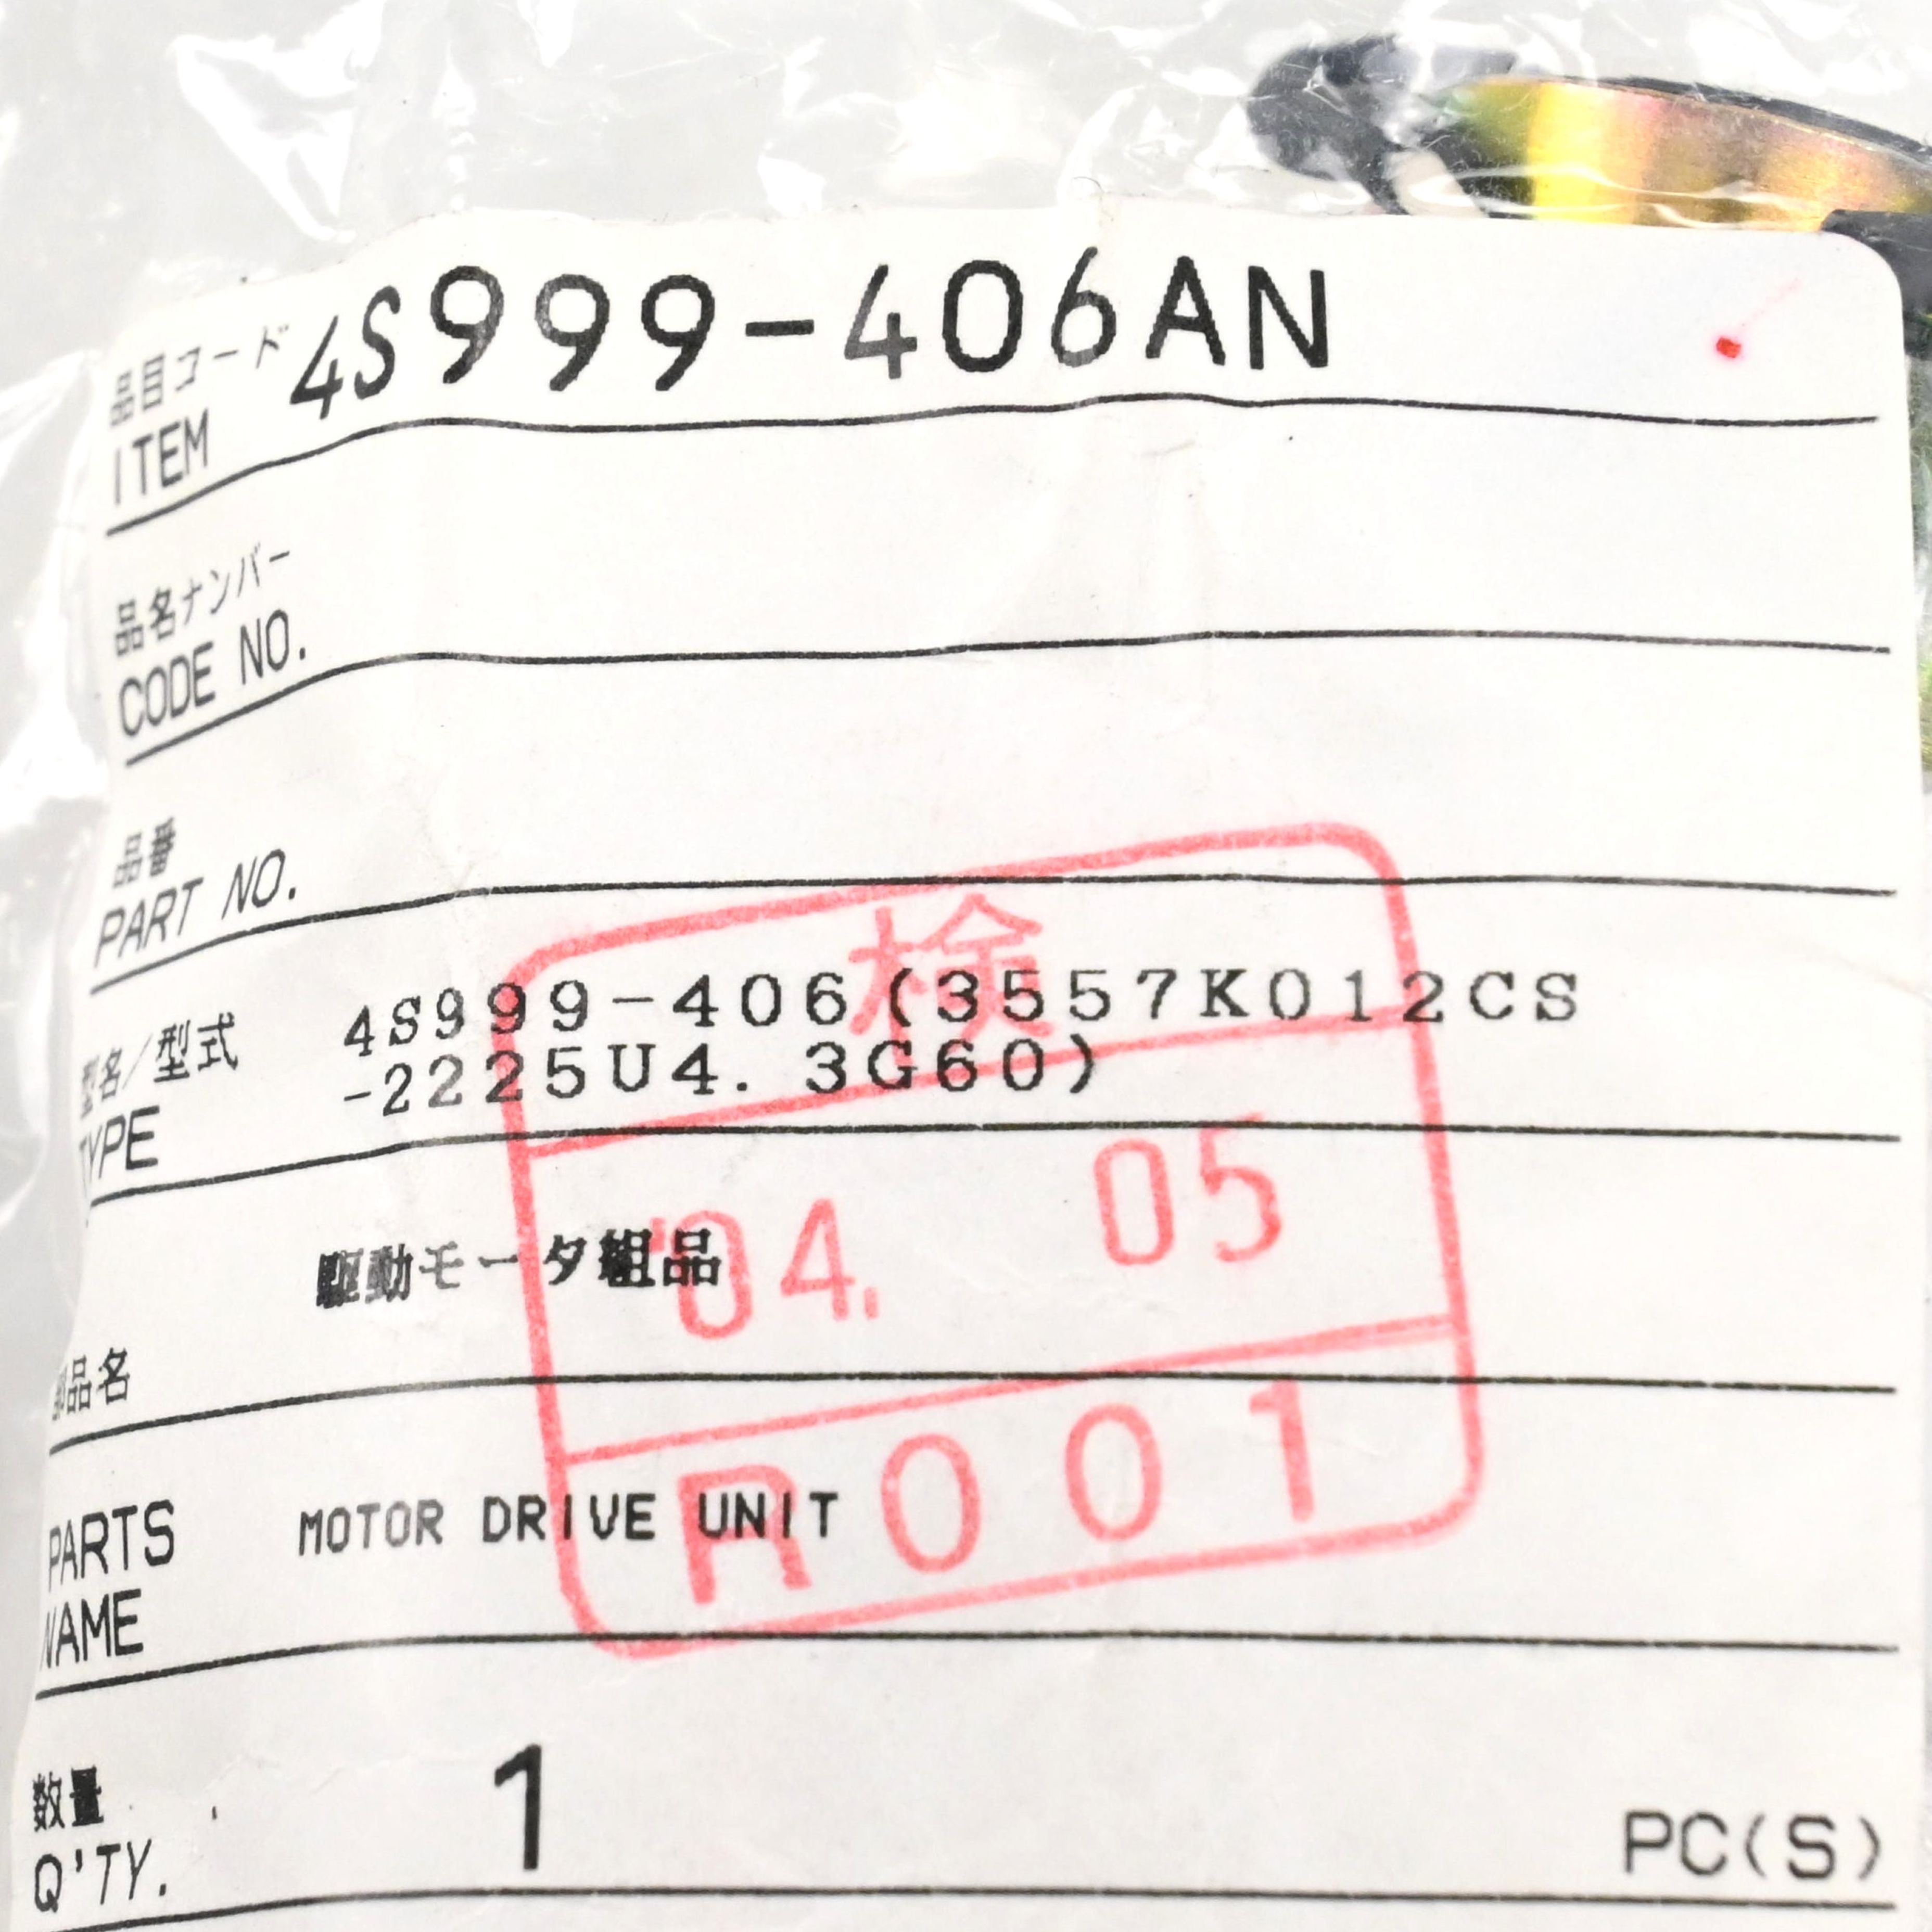 品目コード 4S999-406AN
ITEM
品名ナンバー
CODE NO.
品番
PART NO.
検
型名/型式 4S999-406(3557K012CS
-2225U4.3G60)
TYPE
'04. 05
駆動モータ組品
部品名
R001
PARTS MOTOR DRIVE UNIT
NAME
数量 1
Q'TY. PC(S)